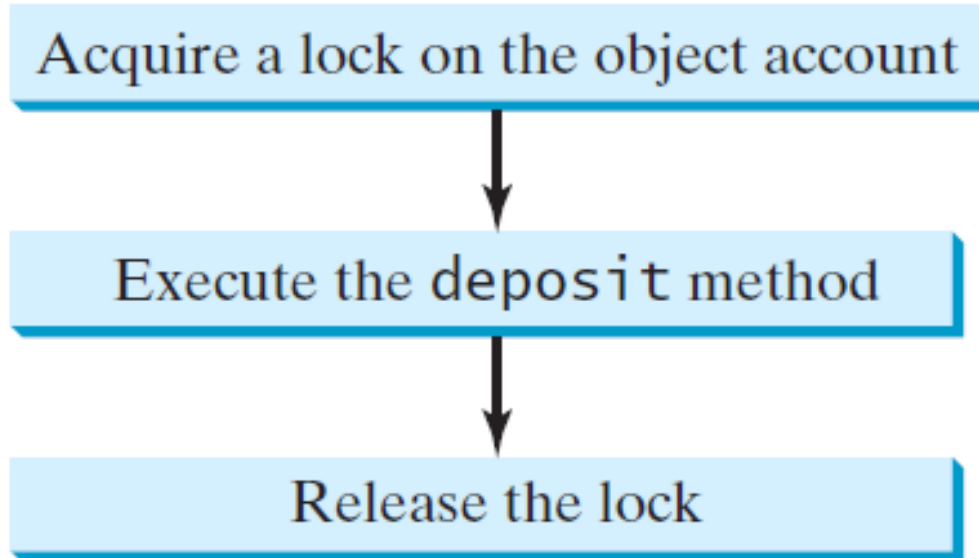 Acquire a lock on the object account
Execute the deposit method
Release the lock